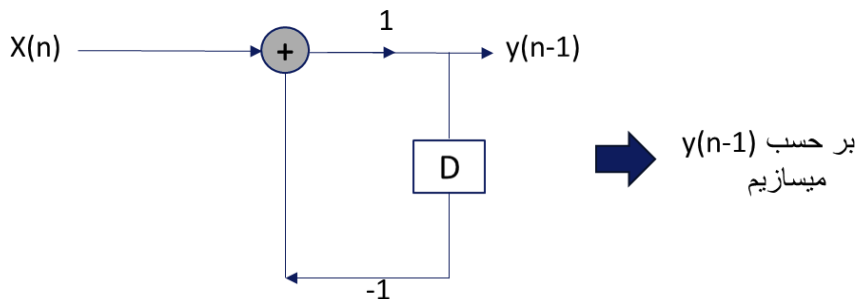 1
X(n)
+
y(n-1)
D
بر حسب y(n-1)
میسازیم
-1